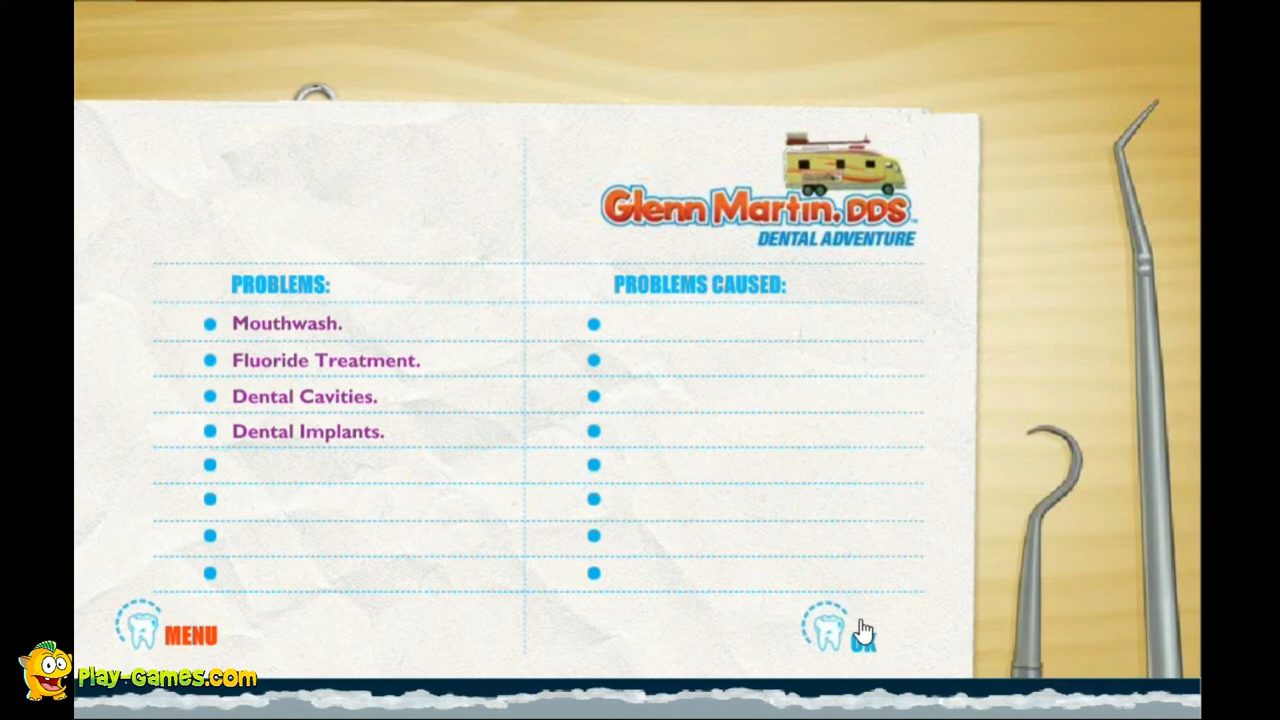 Glenn Martin, DDS
DENTAL ADVENTURE
PROBLEMS:
PROBLEMS CAUSED:
Mouthwash.
Fluoride Treatment.
Dental Cavities.
Dental Implants.
MENU
OK
Play-Games.com